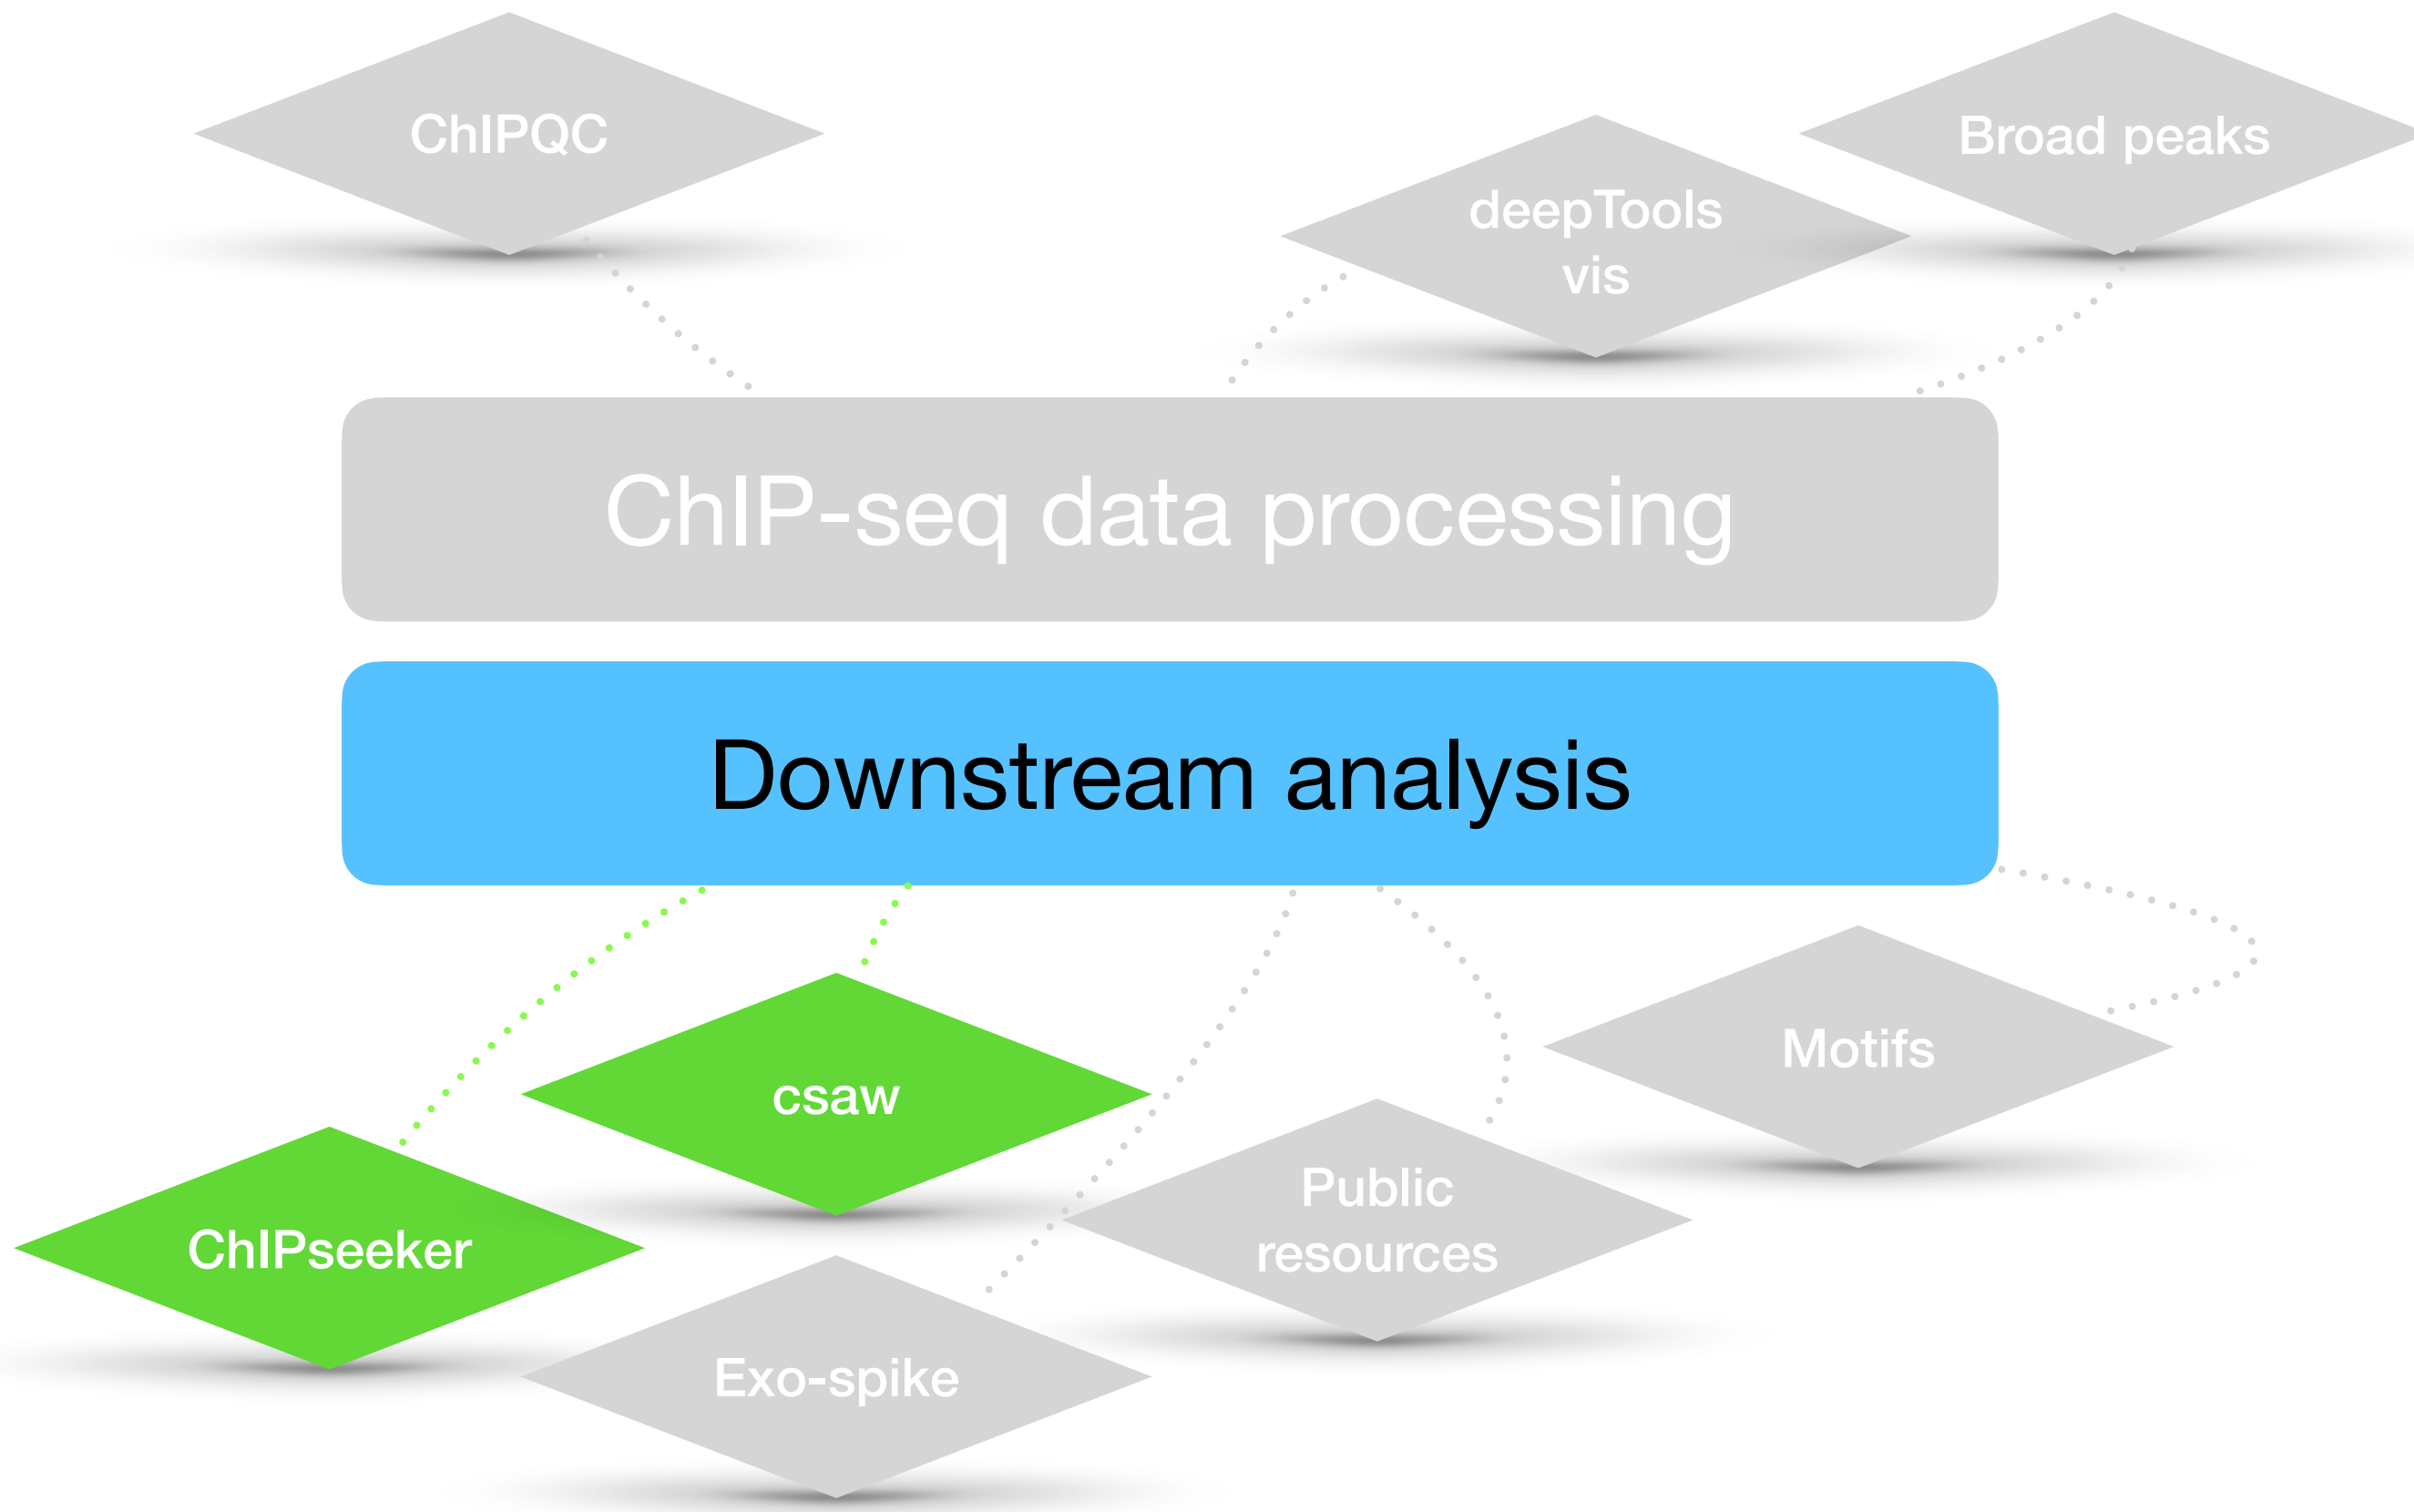 ChIPQC
Broad peaks
deepTools
vis
ChIP-seq data processing
Downstream analysis
Motifs
csaw
Public
resources
ChIPseeker
Exo-spike